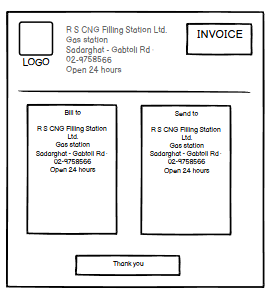 R S CNG Filling Station Ltd.
Gas station
Sadarghat - Gabtoli Rd ·
02-9758566
Open 24 hours
LOGO
INVOICE
Bill to
R S CNG Filling Station
Ltd.
Gas station
Sadarghat - Gabtoli Rd ·
02-9758566
Open 24 hours
Send to
R S CNG Filling Station
Ltd.
Gas station
Sadarghat - Gabtoli Rd ·
02-9758566
Open 24 hours
Thank you